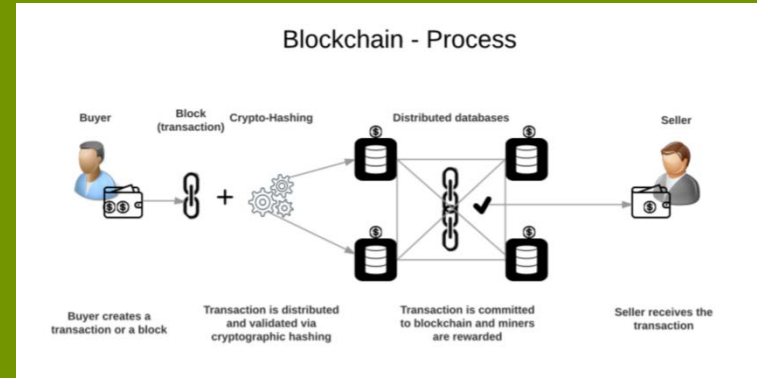 Blockchain - Process
Buyer
Block
(transaction)
Crypto-Hashing
Distributed databases
Seller
$
$
$$
$
$
$
Buyer creates a
transaction or a block
Transaction is distributed
and validated via
cryptographic hashing
Transaction is committed
to blockchain and miners
are rewarded
Seller receives the
transaction